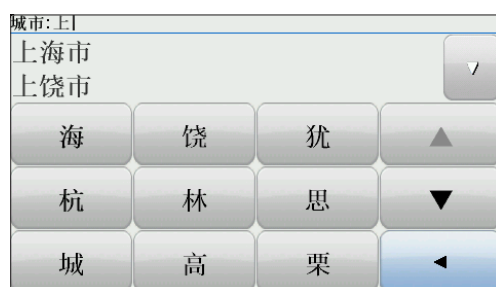 城市:上
上海市
上饶市
海 饶 犹
杭 林 思
城 高 栗